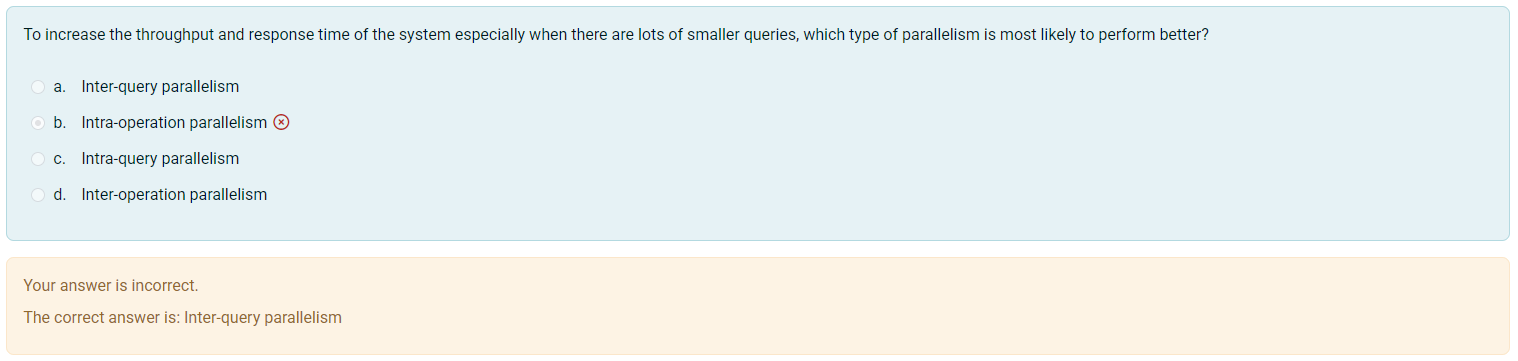 To increase the throughput and response time of the system especially when there are lots of smaller queries, which type of parallelism is most likely to perform better?
a. Inter-query parallelism
b. Intra-operation parallelism
c. Intra-query parallelism
d. Inter-operation parallelism
Your answer is incorrect.
The correct answer is: Inter-query parallelism